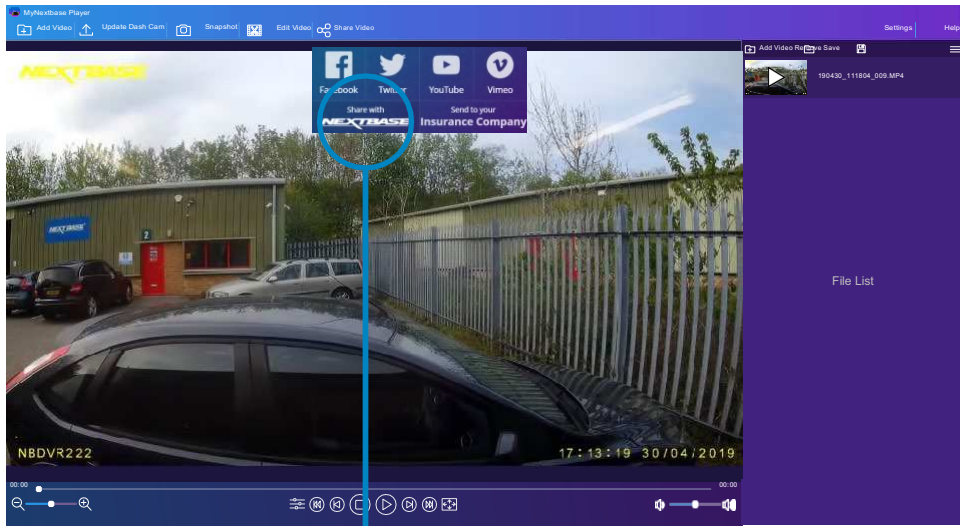 MyNextbase Player
Add Video Update Dash Cam Snapshot Edit Video Share Video Settings Help
Add Video Remove Save
NEXTBASE
Facebook Twitter YouTube Vimeo
Share with NEXTBASE
Send to your Insurance Company
190430_111804_009.MP4
NEXTBASE
2
File List
NBDVR222
17:13:19 30/04/2019
00:00 00:00